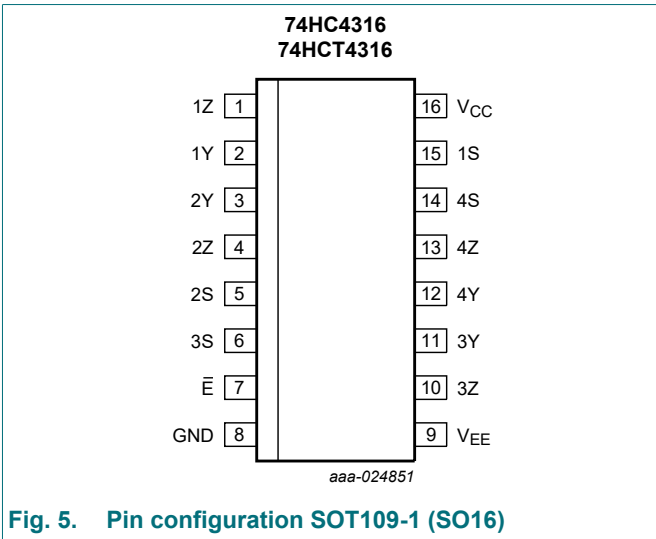 74HC4316
74HCT4316
1Z 1 16 VCC
1Y 2 15 1S
2Y 3 14 4S
2Z 4 13 4Z
2S 5 12 4Y
3S 6 11 3Y
E̅ 7 10 3Z
GND 8 9 VEE
aaa-024851
Fig. 5. Pin configuration SOT109-1 (SO16)